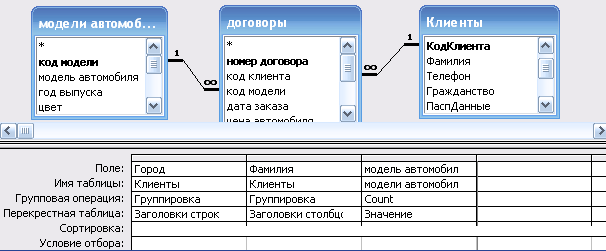 модели автомоб...
*
код модели
модель автомобиля
год выпуска
цвет
1
∞
договоры
*
номер договора
код клиента
код модели
дата заказа
цена автомобиля
∞
1
Клиенты
КодКлиента
Фамилия
Телефон
Гражданство
ПаспДанные
Поле: Город Фамилия модель автомобил
Имя таблицы: Клиенты Клиенты модели автомобил
Групповая операция: Группировка Группировка Count
Перекрестная таблица: Заголовки строк Заголовки столбцо Значение
Сортировка:
Условие отбора: